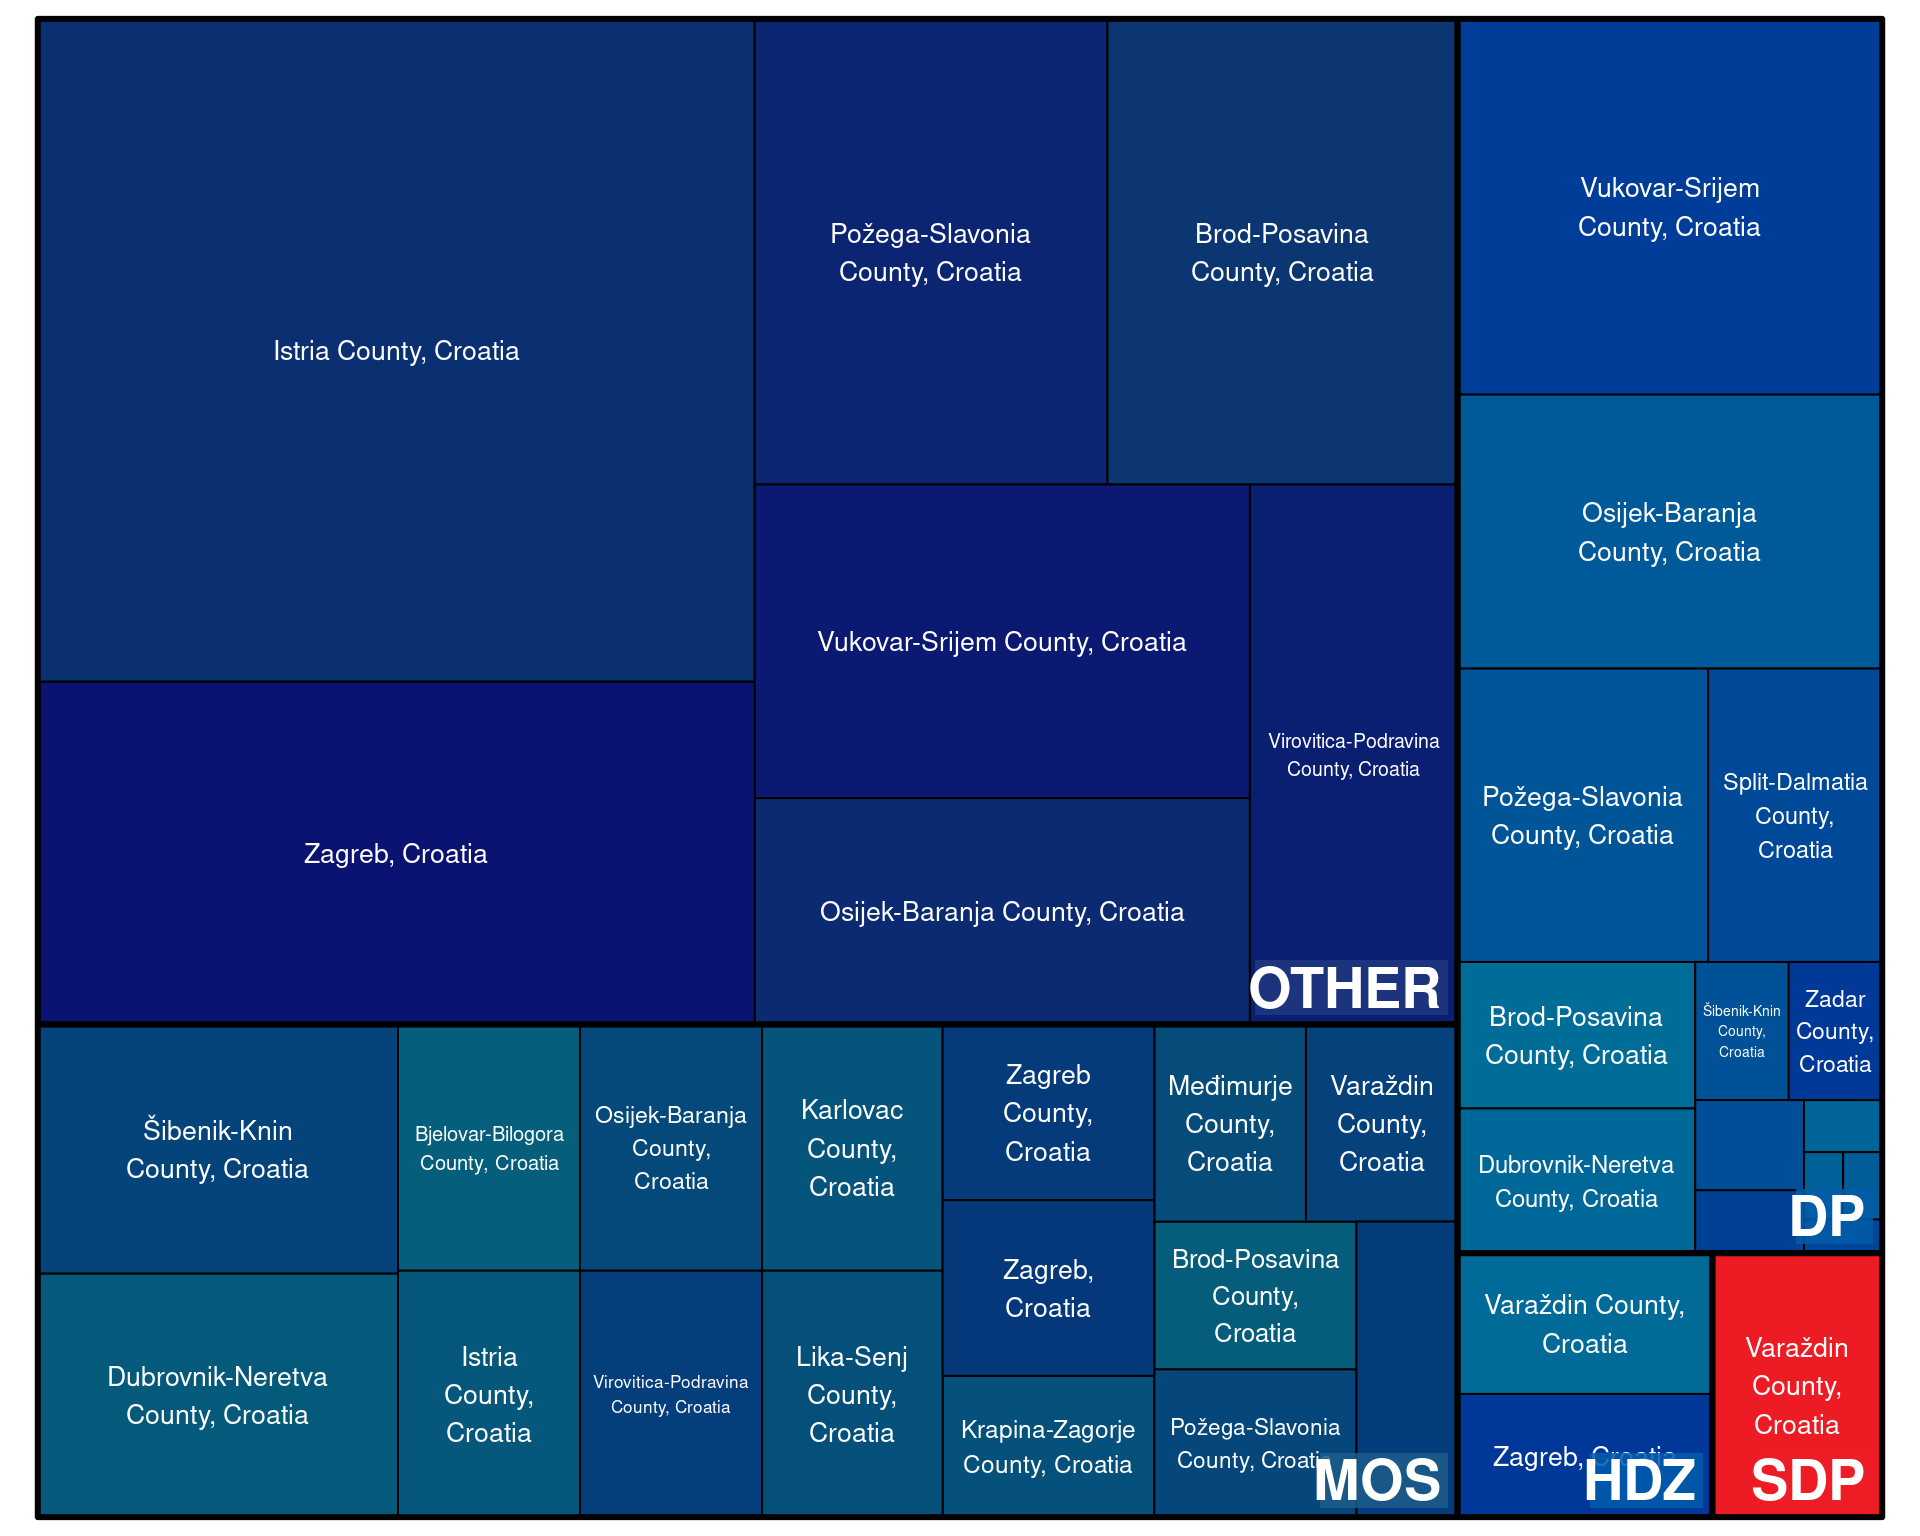 Istria County, Croatia
Zagreb, Croatia
Požega-Slavonia
County, Croatia
Brod-Posavina
County, Croatia
Vukovar-Srijem County, Croatia
Osijek-Baranja County, Croatia
Virovitica-Podravina
County, Croatia
OTHER
Vukovar-Srijem
County, Croatia
Osijek-Baranja
County, Croatia
Požega-Slavonia
County, Croatia
Split-Dalmatia
County,
Croatia
Brod-Posavina
County, Croatia
Šibenik-Knin
County,
Croatia
Zadar
County,
Croatia
Dubrovnik-Neretva
County, Croatia
DP
Šibenik-Knin
County, Croatia
Dubrovnik-Neretva
County, Croatia
Bjelovar-Bilogora
County, Croatia
Istria
County,
Croatia
Osijek-Baranja
County,
Croatia
Virovitica-Podravina
County, Croatia
Karlovac
County,
Croatia
Lika-Senj
County,
Croatia
Zagreb
County,
Croatia
Zagreb,
Croatia
Krapina-Zagorje
County, Croatia
Međimurje
County,
Croatia
Varaždin
County,
Croatia
Brod-Posavina
County,
Croatia
Požega-Slavonia
County, Croatia
MOS
Varaždin County,
Croatia
Zagreb, Croatia
HDZ
Varaždin
County,
Croatia
SDP